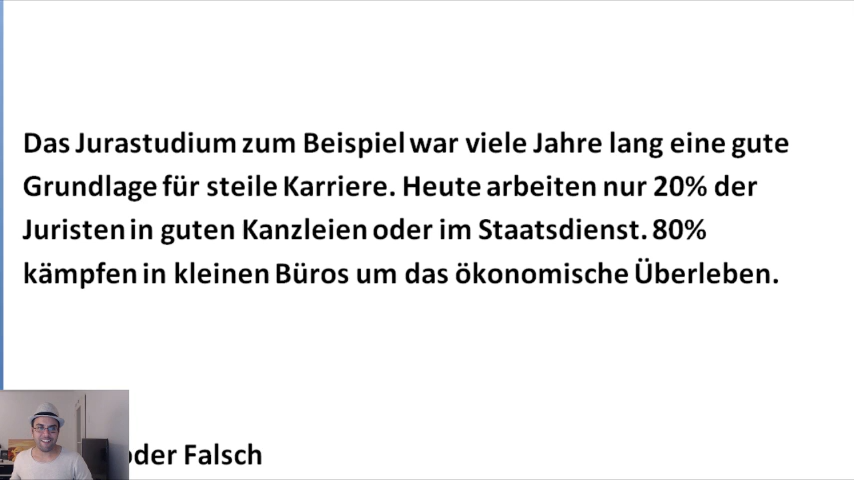 Das Jurastudium zum Beispiel war viele Jahre lang eine gute
Grundlage für steile Karriere. Heute arbeiten nur 20% der
Juristen in guten Kanzleien oder im Staatsdienst. 80%
kämpfen in kleinen Büros um das ökonomische Überleben.
oder Falsch